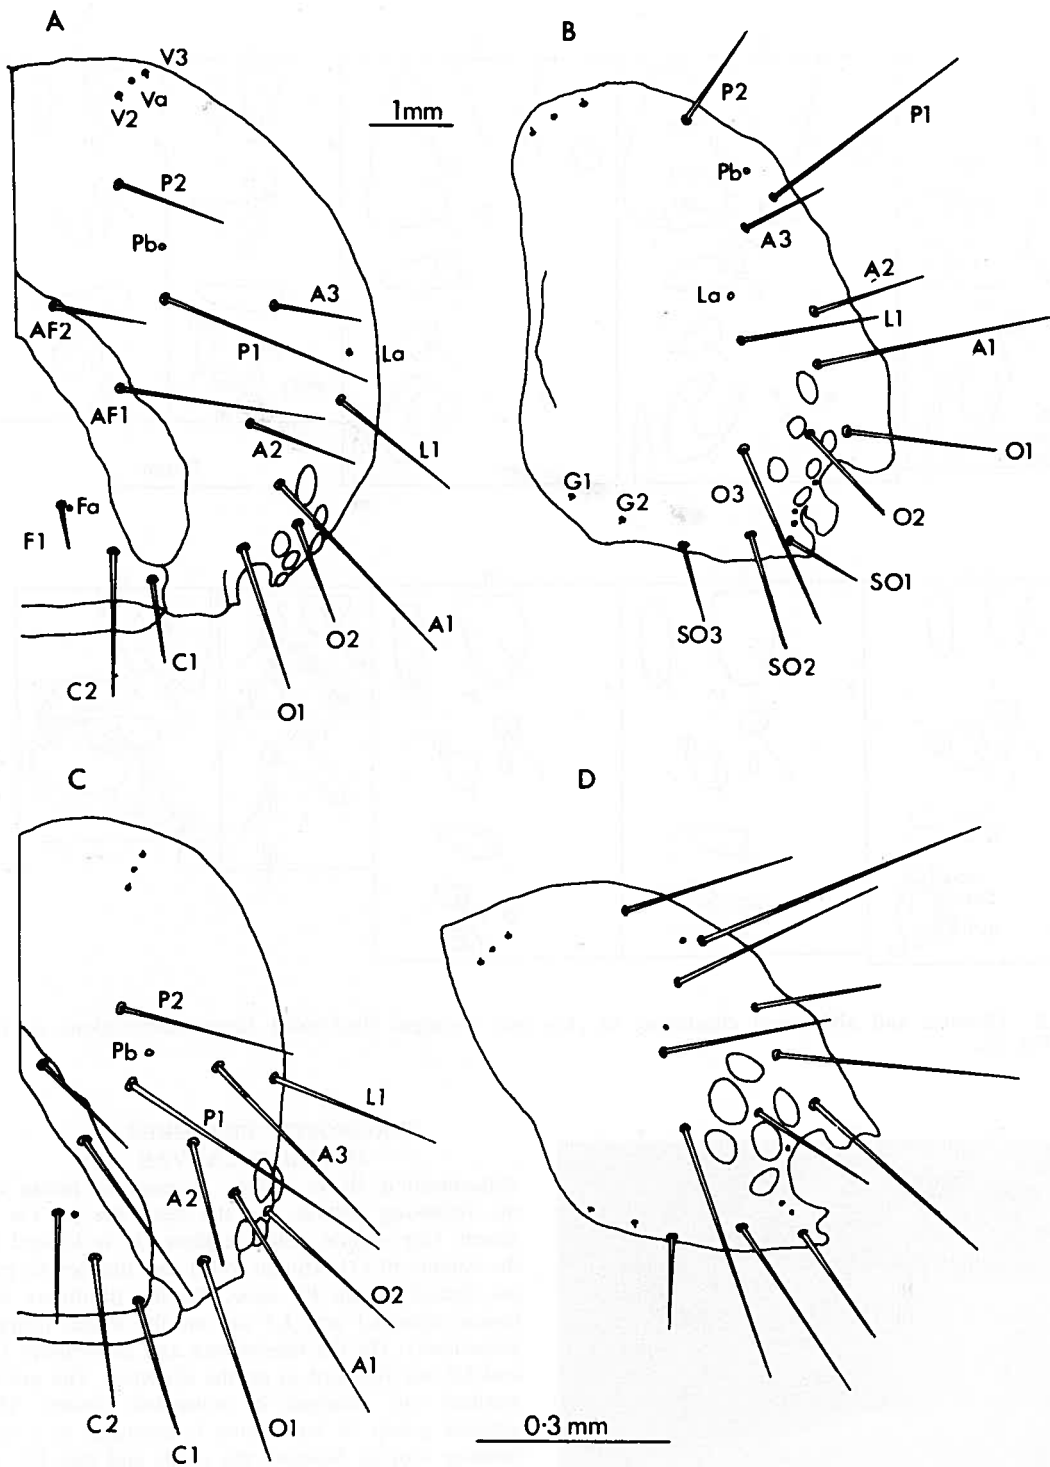 A
V3
Va
V2
1mm
P2
Pb
A3
AF2
P1
La
AF1
A2
L1
Fa
F1
O2
A1
C1
C2
O1
B
P2
P1
Pb
A3
A2
La
L1
A1
O1
G1
G2
O3
O2
SO1
SO3
SO2
C
P2
Pb
L1
P1
A3
A2
O2
A1
C2
O1
C1
D
0·3 mm